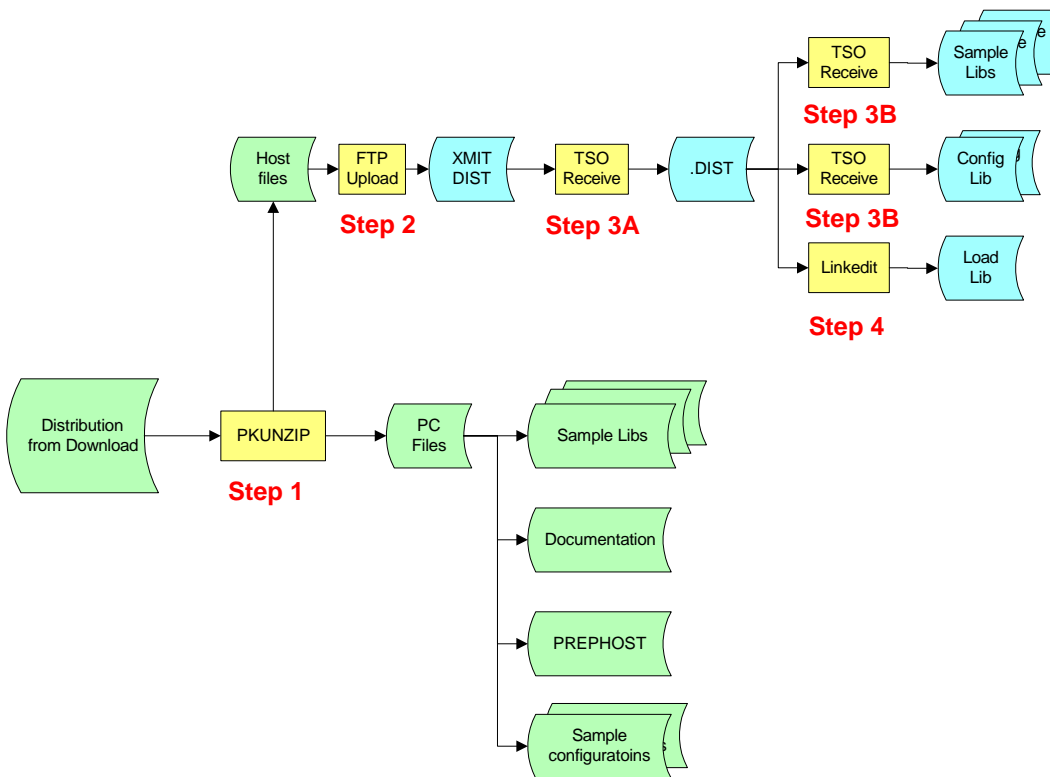 TSO
Receive
Sample
Libs
e
e
Step 3B
Host
files
FTP
Upload
XMIT
DIST
TSO
Receive
.DIST
TSO
Receive
Config
Lib
Step 2
Step 3A
Step 3B
Linkedit
Load
Lib
Step 4
Distribution
from Download
PKUNZIP
PC
Files
Sample Libs
Step 1
Documentation
PREPHOST
Sample
configuratoins
s